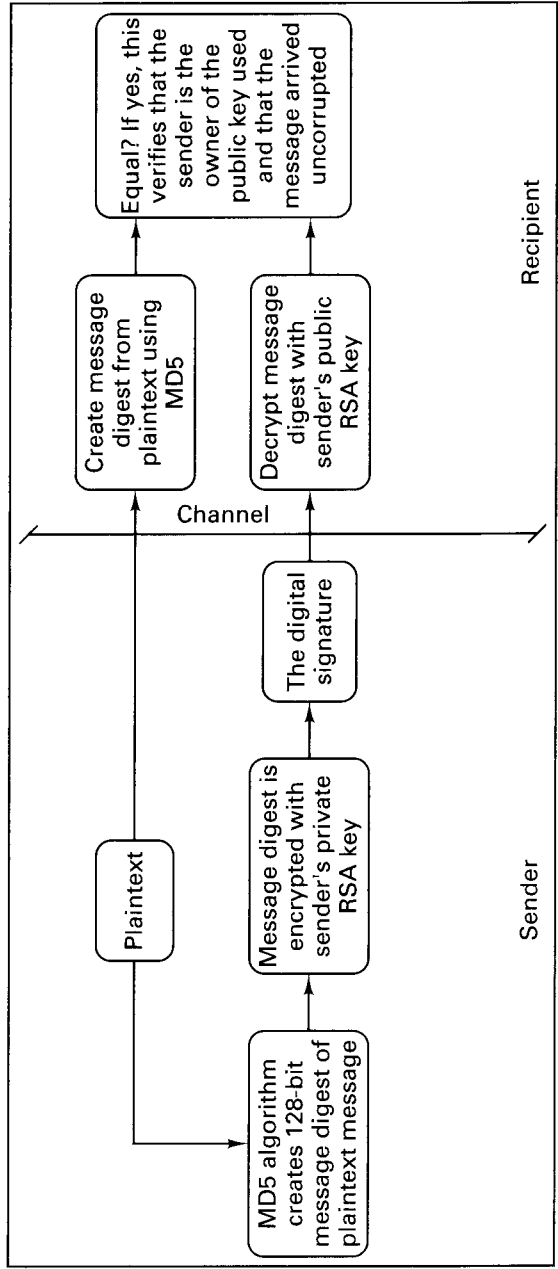 Plaintext
MD5 algorithm
creates 128-bit
message digest of
plaintext message
Message digest is
encrypted with
sender's private
RSA key
The digital
signature
Sender
Channel
Create message
digest from
plaintext using
MD5
Decrypt message
digest with
sender's public
RSA key
Equal? If yes, this
verifies that the
sender is the
owner of the
public key used
and that the
message arrived
uncorrupted
Recipient